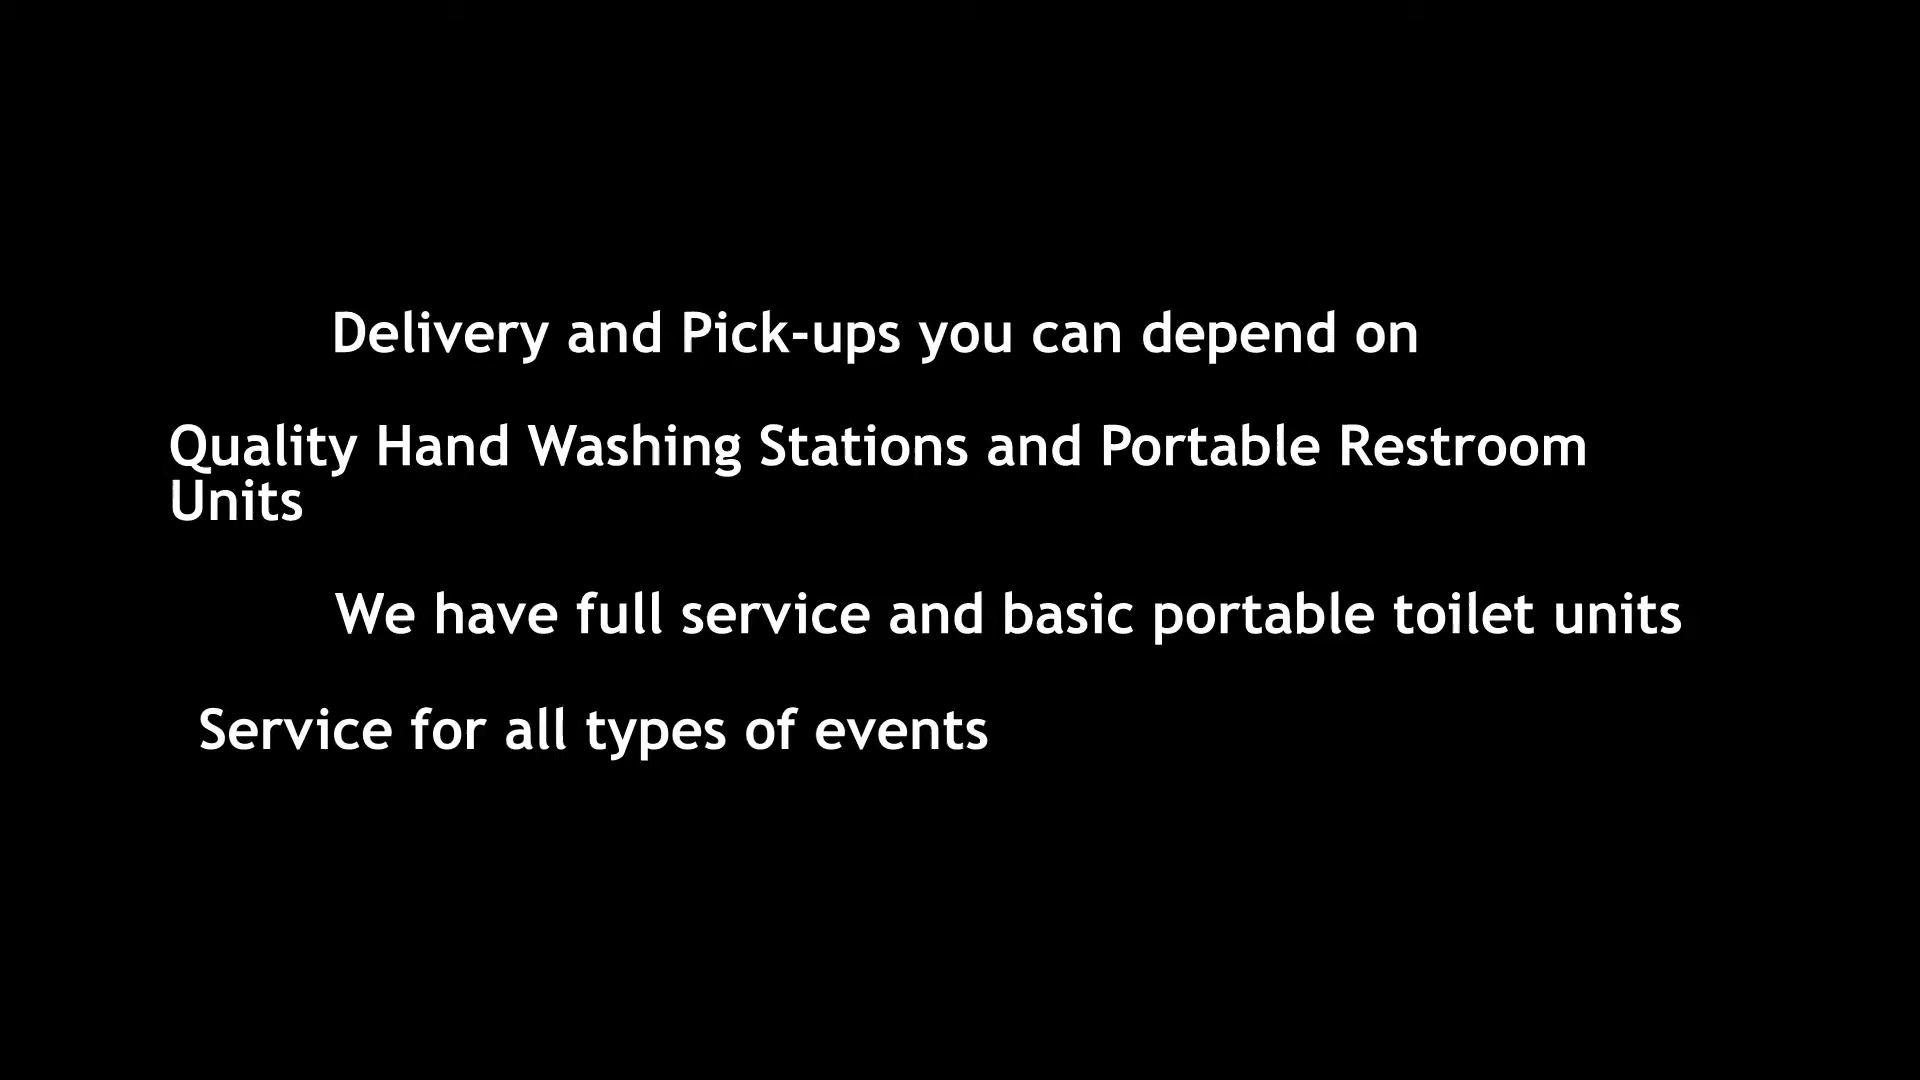 Delivery and Pick-ups you can depend on
Quality Hand Washing Stations and Portable Restroom
Units
We have full service and basic portable toilet units
Service for all types of events